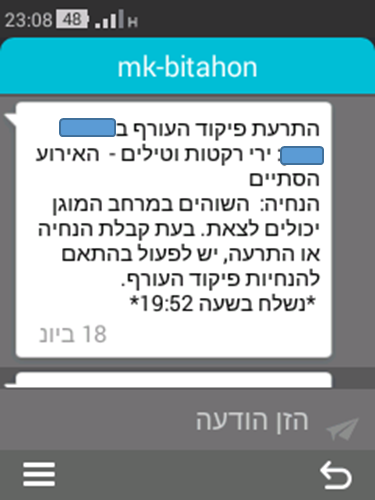 23:08 48 H
mk-bitahon
התרעת פיקוד העורף ב
: ירי רקטות וטילים - האירוע
הסתיים
הנחיה: השוהים במרחב המוגן
יכולים לצאת. בעת קבלת הנחיה
או התרעה, יש לפעול בהתאם
להנחיות פיקוד העורף.
*נשלח בשעה 19:52*
18 ביונ
הזן הודעה